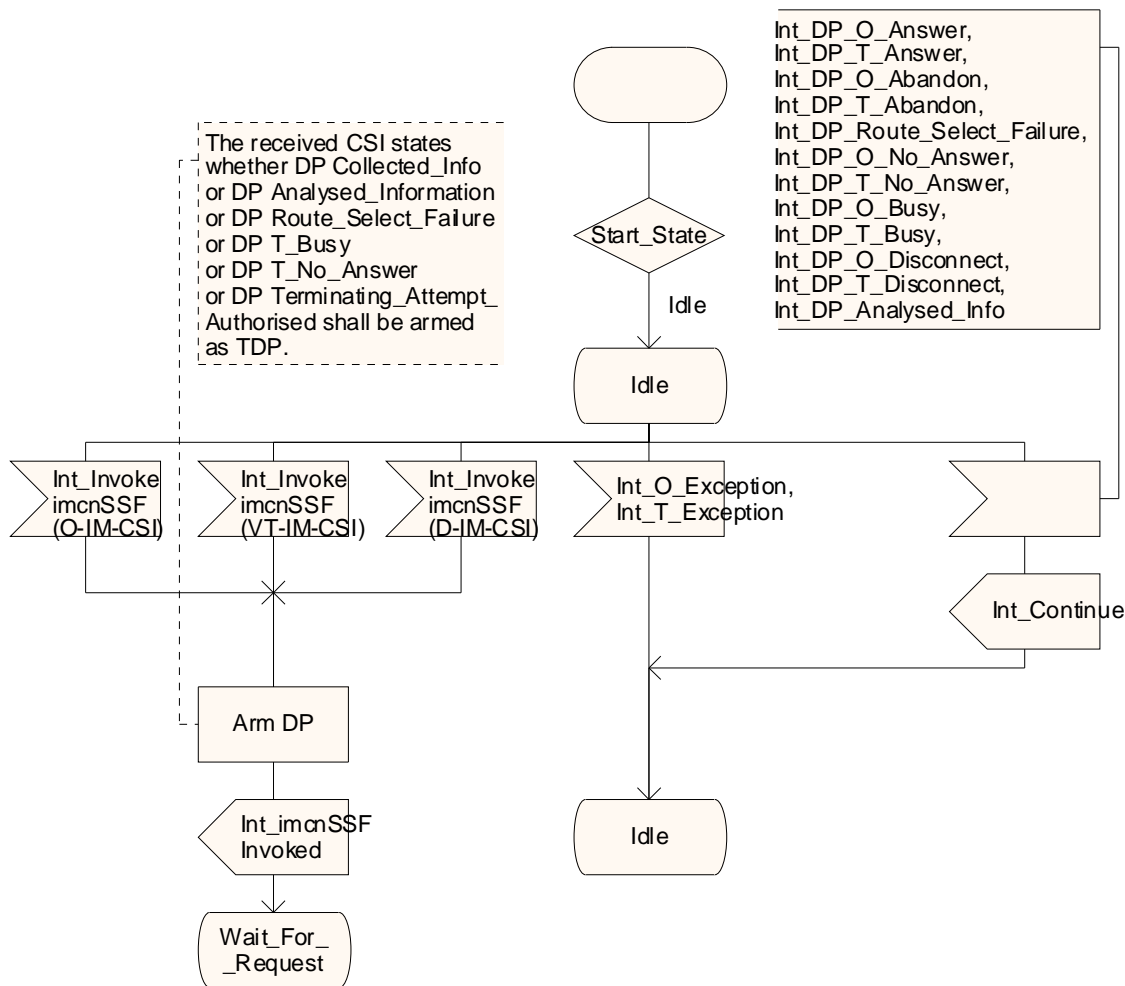 Int_DP_O_Answer,
Int_DP_T_Answer,
Int_DP_O_Abandon,
Int_DP_T_Abandon,
Int_DP_Route_Select_Failure,
Int_DP_O_No_Answer,
Int_DP_T_No_Answer,
Int_DP_O_Busy,
Int_DP_T_Busy,
Int_DP_O_Disconnect,
Int_DP_T_Disconnect,
Int_DP_Analysed_Info
The received CSI states
whether DP Collected_Info
or DP Analysed_Information
or DP Route_Select_Failure
or DP T_Busy
or DP T_No_Answer
or DP Terminating_Attempt_
Authorised shall be armed
as TDP.
Start_State
Idle
Idle
Int_Invoke
imcnSSF
(O-IM-CSI)
Int_Invoke
imcnSSF
(VT-IM-CSI)
Int_Invoke
imcnSSF
(D-IM-CSI)
Int_O_Exception,
Int_T_Exception
Int_Continue
Arm DP
Int_imcnSSF
Invoked
Idle
Wait_For_
_Request